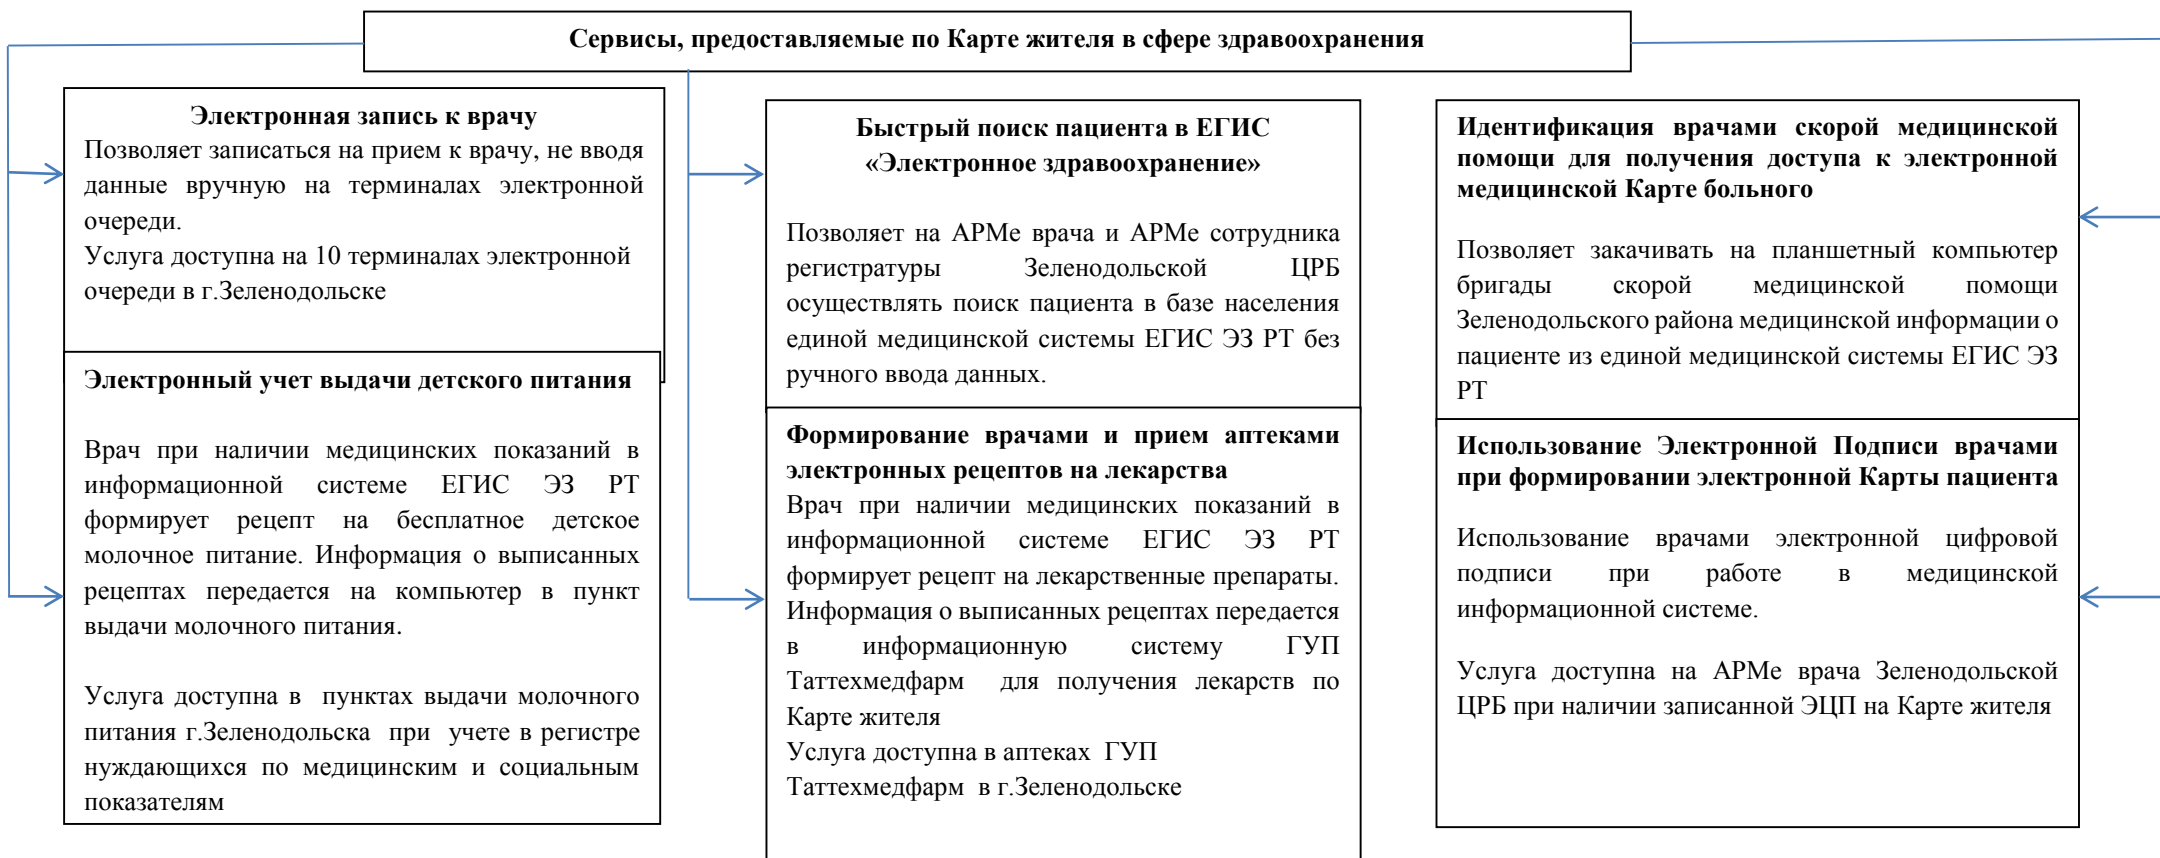 Сервисы, предоставляемые по Карте жителя в сфере здравоохранения
Электронная запись к врачу
Позволяет записаться на прием к врачу, не вводя
данные вручную на терминалах электронной
очереди.
Услуга доступна на 10 терминалах электронной
очереди в г.Зеленодольске
Электронный учет выдачи детского питания
Врач при наличии медицинских показаний в
информационной системе ЕГИС ЭЗ РТ
формирует рецепт на бесплатное детское
молочное питание. Информация о выписанных
рецептах передается на компьютер в пункт
выдачи молочного питания.
Услуга доступна в пунктах выдачи молочного
питания г.Зеленодольска при учете в регистре
нуждающихся по медицинским и социальным
показателям
Быстрый поиск пациента в ЕГИС
«Электронное здравоохранение»
Позволяет на АРМе врача и АРМе сотрудника
регистратуры Зеленодольской ЦРБ
осуществлять поиск пациента в базе населения
единой медицинской системы ЕГИС ЭЗ РТ без
ручного ввода данных.
Формирование врачами и прием аптеками
электронных рецептов на лекарства
Врач при наличии медицинских показаний в
информационной системе ЕГИС ЭЗ РТ
формирует рецепт на лекарственные препараты.
Информация о выписанных рецептах передается
в информационную систему ГУП
Таттехмедфарм для получения лекарств по
Карте жителя
Услуга доступна в аптеках ГУП
Таттехмедфарм в г.Зеленодольске
Идентификация врачами скорой медицинской
помощи для получения доступа к электронной
медицинской Карте больного
Позволяет закачивать на планшетный компьютер
бригады скорой медицинской помощи
Зеленодольского района медицинской информации о
пациенте из единой медицинской системы ЕГИС ЭЗ
РТ
Использование Электронной Подписи врачами
при формировании электронной Карты пациента
Использование врачами электронной цифровой
подписи при работе в медицинской
информационной системе.
Услуга доступна на АРМе врача Зеленодольской
ЦРБ при наличии записанной ЭЦП на Карте жителя